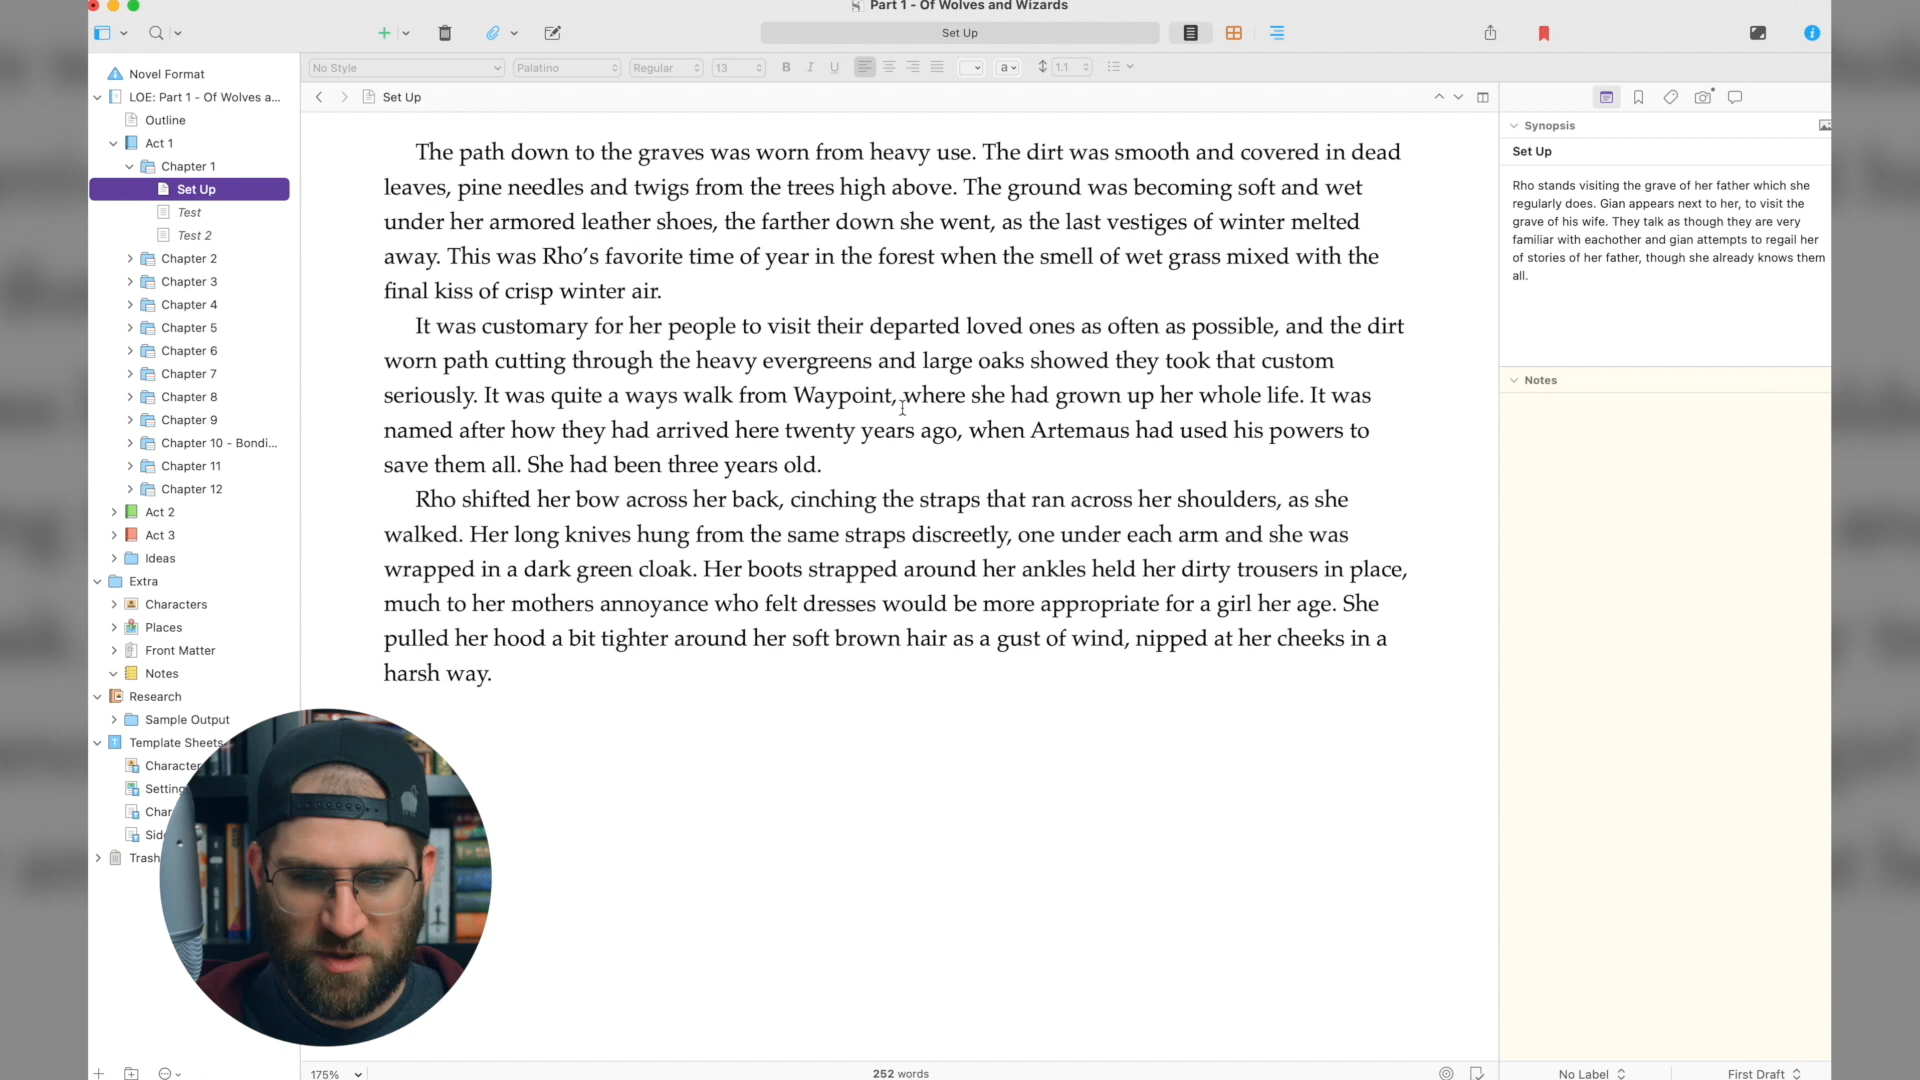 Part 1 - Of Wolves and Wizards
Set Up
No Style
Palatino
Regular
13
B
I
U
a
1.1
Novel Format
LOE: Part 1 - Of Wolves a...
Outline
Act 1
Chapter 1
Set Up
Test
Test 2
Chapter 2
Chapter 3
Chapter 4
Chapter 5
Chapter 6
Chapter 7
Chapter 8
Chapter 9
Chapter 10 - Bondi...
Chapter 11
Chapter 12
Act 2
Act 3
Ideas
Extra
Characters
Places
Front Matter
Notes
Research
Sample Output
Template Sheets
Character
Setting
Char
Side
Trash
Set Up
The path down to the graves was worn from heavy use. The dirt was smooth and covered in dead
leaves, pine needles and twigs from the trees high above. The ground was becoming soft and wet
under her armored leather shoes, the farther down she went, as the last vestiges of winter melted
away. This was Rho’s favorite time of year in the forest when the smell of wet grass mixed with the
final kiss of crisp winter air.
It was customary for her people to visit their departed loved ones as often as possible, and the dirt
worn path cutting through the heavy evergreens and large oaks showed they took that custom
seriously. It was quite a ways walk from Waypoint, where she had grown up her whole life. It was
named after how they had arrived here twenty years ago, when Artemaus had used his powers to
save them all. She had been three years old.
Rho shifted her bow across her back, cinching the straps that ran across her shoulders, as she
walked. Her long knives hung from the same straps discreetly, one under each arm and she was
wrapped in a dark green cloak. Her boots strapped around her ankles held her dirty trousers in place,
much to her mothers annoyance who felt dresses would be more appropriate for a girl her age. She
pulled her hood a bit tighter around her soft brown hair as a gust of wind, nipped at her cheeks in a
harsh way.
175%
252 words
Synopsis
Set Up
Rho stands visiting the grave of her father which she
regularly does. Gian appears next to her, to visit the
grave of his wife. They talk as though they are very
familiar with eachother and gian attempts to regail her
of stories of her father, though she already knows them
all.
Notes
No Label
First Draft